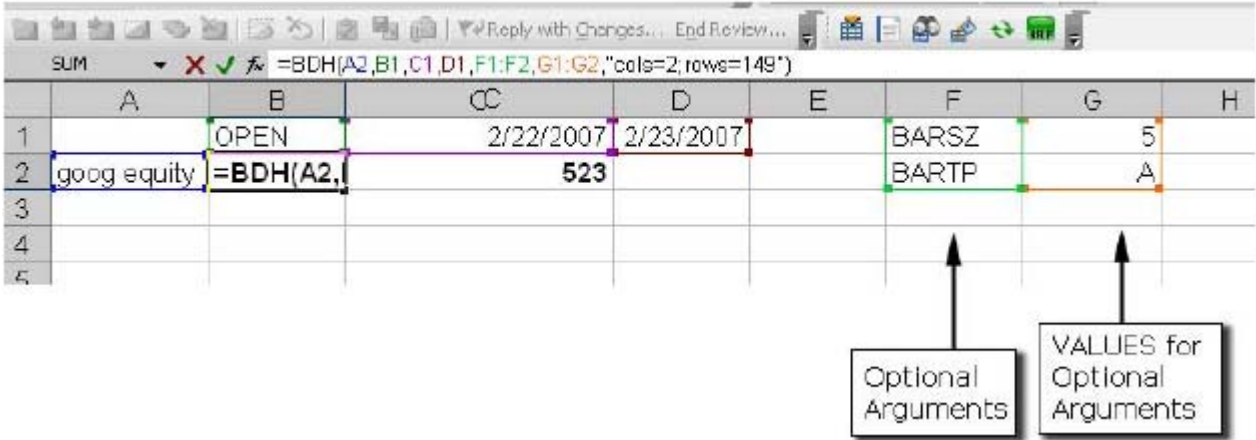 Reply with Changes... End Review...
SUM =BDH(A2,B1,C1,D1,F1:F2,G1:G2,"cols=2;rows=149")
A B C D E F G H
1 OPEN 2/22/2007 2/23/2007 BARSZ 5
2 goog equity =BDH(A2, 523 BARTP A
3
4
5
Optional
Arguments
VALUES for
Optional
Arguments